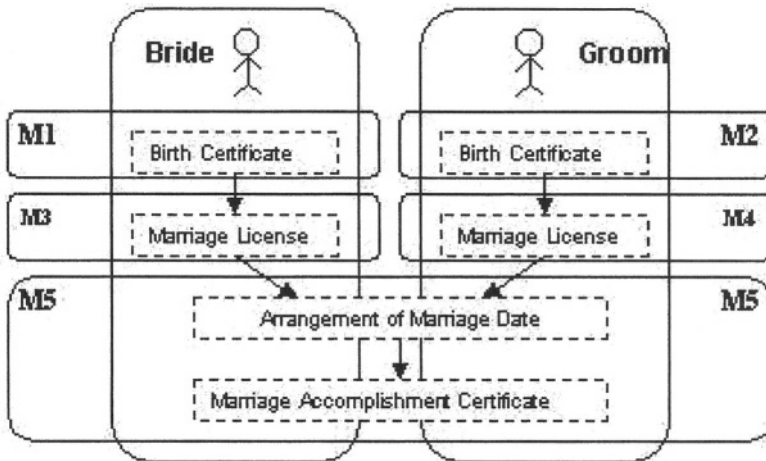 Bride Groom
M1 M2
Birth Certificate Birth Certificate
M3 M4
Marriage License Marriage License
M5 M5
Arrangement of Marriage Date
Marriage Accomplishment Certificate